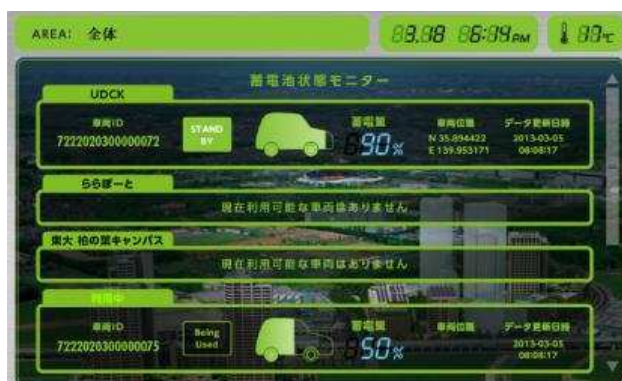 AREA: 全体
03.18 06:14 PM
17℃
蓄電池状態モニター
UDCK
車両ID
7222020300000072
STAND BY
蓄電量
90%
車両位置
N 35.894422
E 139.953171
データ更新日時
2013-03-05
08:08:17
ららぽーと
現在利用可能な車両はありません
東大 柏の葉キャンパス
現在利用可能な車両はありません
利用中
車両ID
7222020300000075
Being Used
蓄電量
50%
車両位置
データ更新日時
2013-03-05
08:08:17